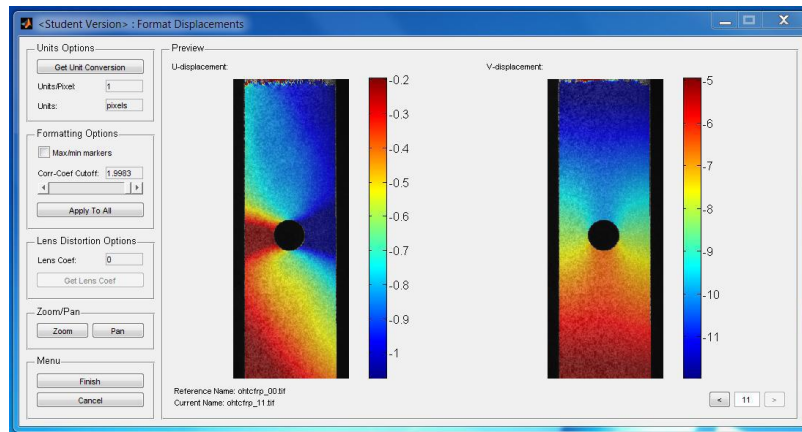 <Student Version> : Format Displacements
Units Options
Get Unit Conversion
Units/Pixel: 1
Units: pixels
Formatting Options
Max/min markers
Corr-Coef Cutoff: 1.9983
Apply To All
Lens Distortion Options
Lens Coef: 0
Get Lens Coef
Zoom/Pan
Zoom Pan
Menu
Finish
Cancel
Preview
U-displacement:
-0.2
-0.3
-0.4
-0.5
-0.6
-0.7
-0.8
-0.9
-1
V-displacement:
-5
-6
-7
-8
-9
-10
-11
Reference Name: ohtcfrp_00.tif
Current Name: ohtcfrp_11.tif
< 11 >